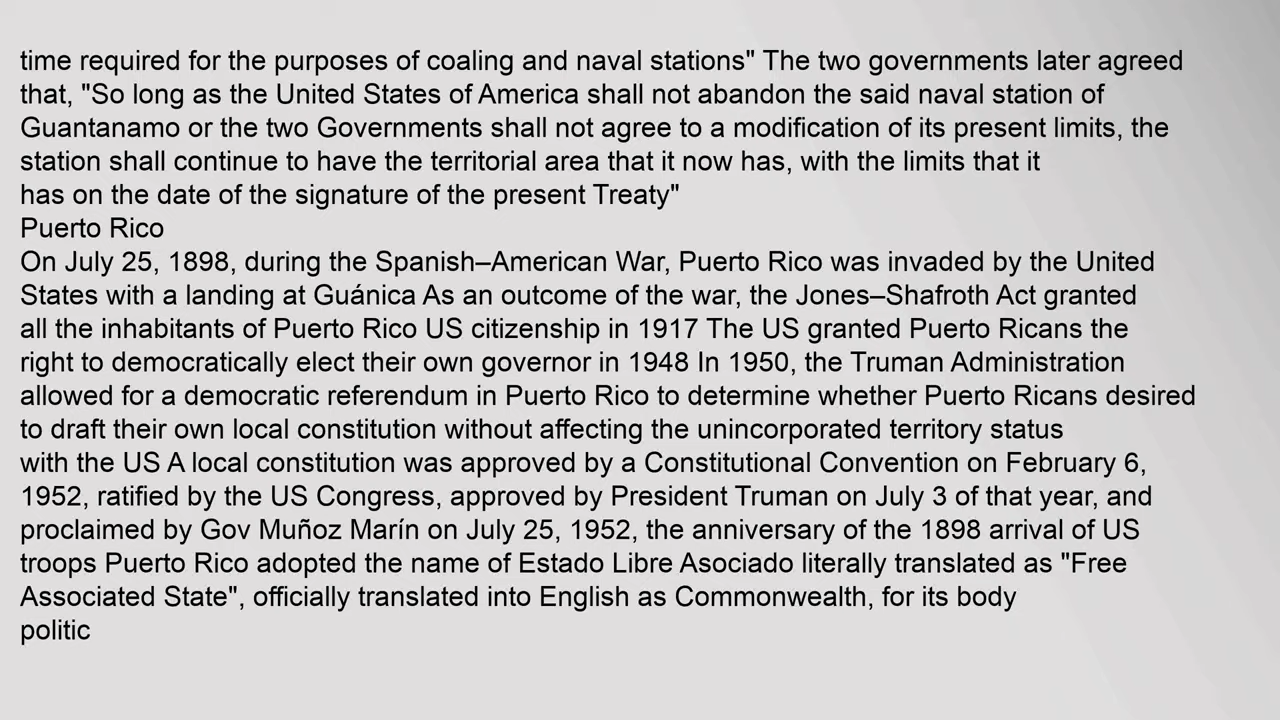 time required for the purposes of coaling and naval stations" The two governments later agreed
that, "So long as the United States of America shall not abandon the said naval station of
Guantanamo or the two Governments shall not agree to a modification of its present limits, the
station shall continue to have the territorial area that it now has, with the limits that it
has on the date of the signature of the present Treaty"
Puerto Rico
On July 25, 1898, during the Spanish–American War, Puerto Rico was invaded by the United
States with a landing at Guánica As an outcome of the war, the Jones–Shafroth Act granted
all the inhabitants of Puerto Rico US citizenship in 1917 The US granted Puerto Ricans the
right to democratically elect their own governor in 1948 In 1950, the Truman Administration
allowed for a democratic referendum in Puerto Rico to determine whether Puerto Ricans desired
to draft their own local constitution without affecting the unincorporated territory status
with the US A local constitution was approved by a Constitutional Convention on February 6,
1952, ratified by the US Congress, approved by President Truman on July 3 of that year, and
proclaimed by Gov Muñoz Marín on July 25, 1952, the anniversary of the 1898 arrival of US
troops Puerto Rico adopted the name of Estado Libre Asociado literally translated as "Free
Associated State", officially translated into English as Commonwealth, for its body
politic